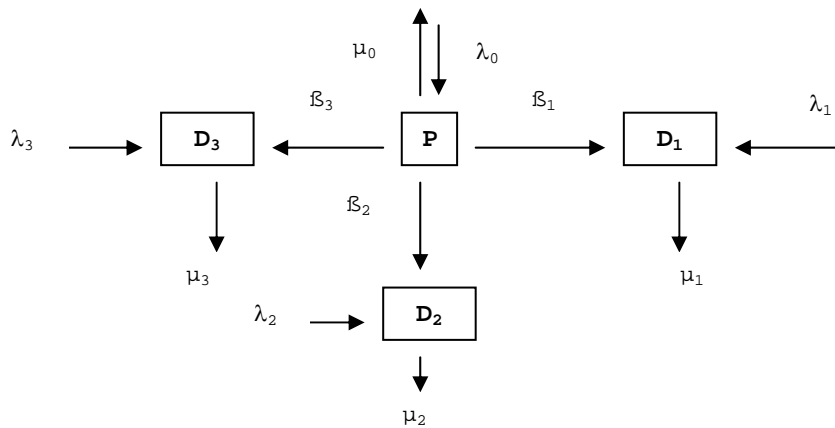 μ₀ λ₀
ß₃ ß₁
λ₃ D₃ P D₁ λ₁
ß₂
μ₃ μ₁
λ₂ D₂
μ₂